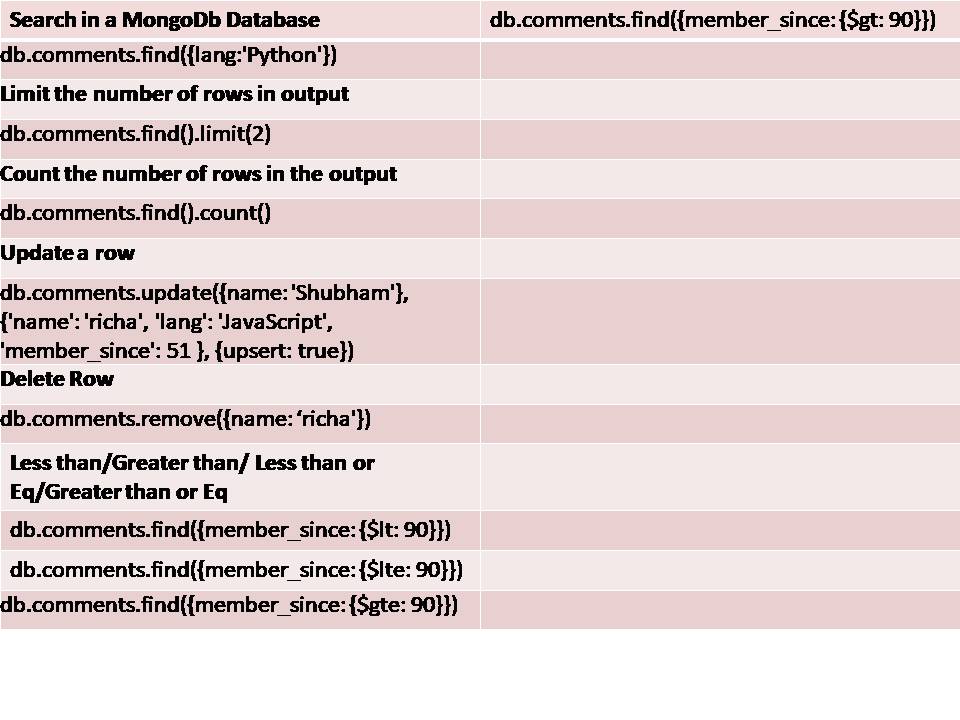 Search in a MongoDb Database
db.comments.find({member_since: {$gt: 90}})
db.comments.find({lang:'Python'})
Limit the number of rows in output
db.comments.find().limit(2)
Count the number of rows in the output
db.comments.find().count()
Update a row
db.comments.update({name: 'Shubham'},
{'name': 'richa', 'lang': 'JavaScript',
'member_since': 51 }, {upsert: true})
Delete Row
db.comments.remove({name: ‘richa'})
Less than/Greater than/ Less than or
Eq/Greater than or Eq
db.comments.find({member_since: {$lt: 90}})
db.comments.find({member_since: {$lte: 90}})
db.comments.find({member_since: {$gte: 90}})